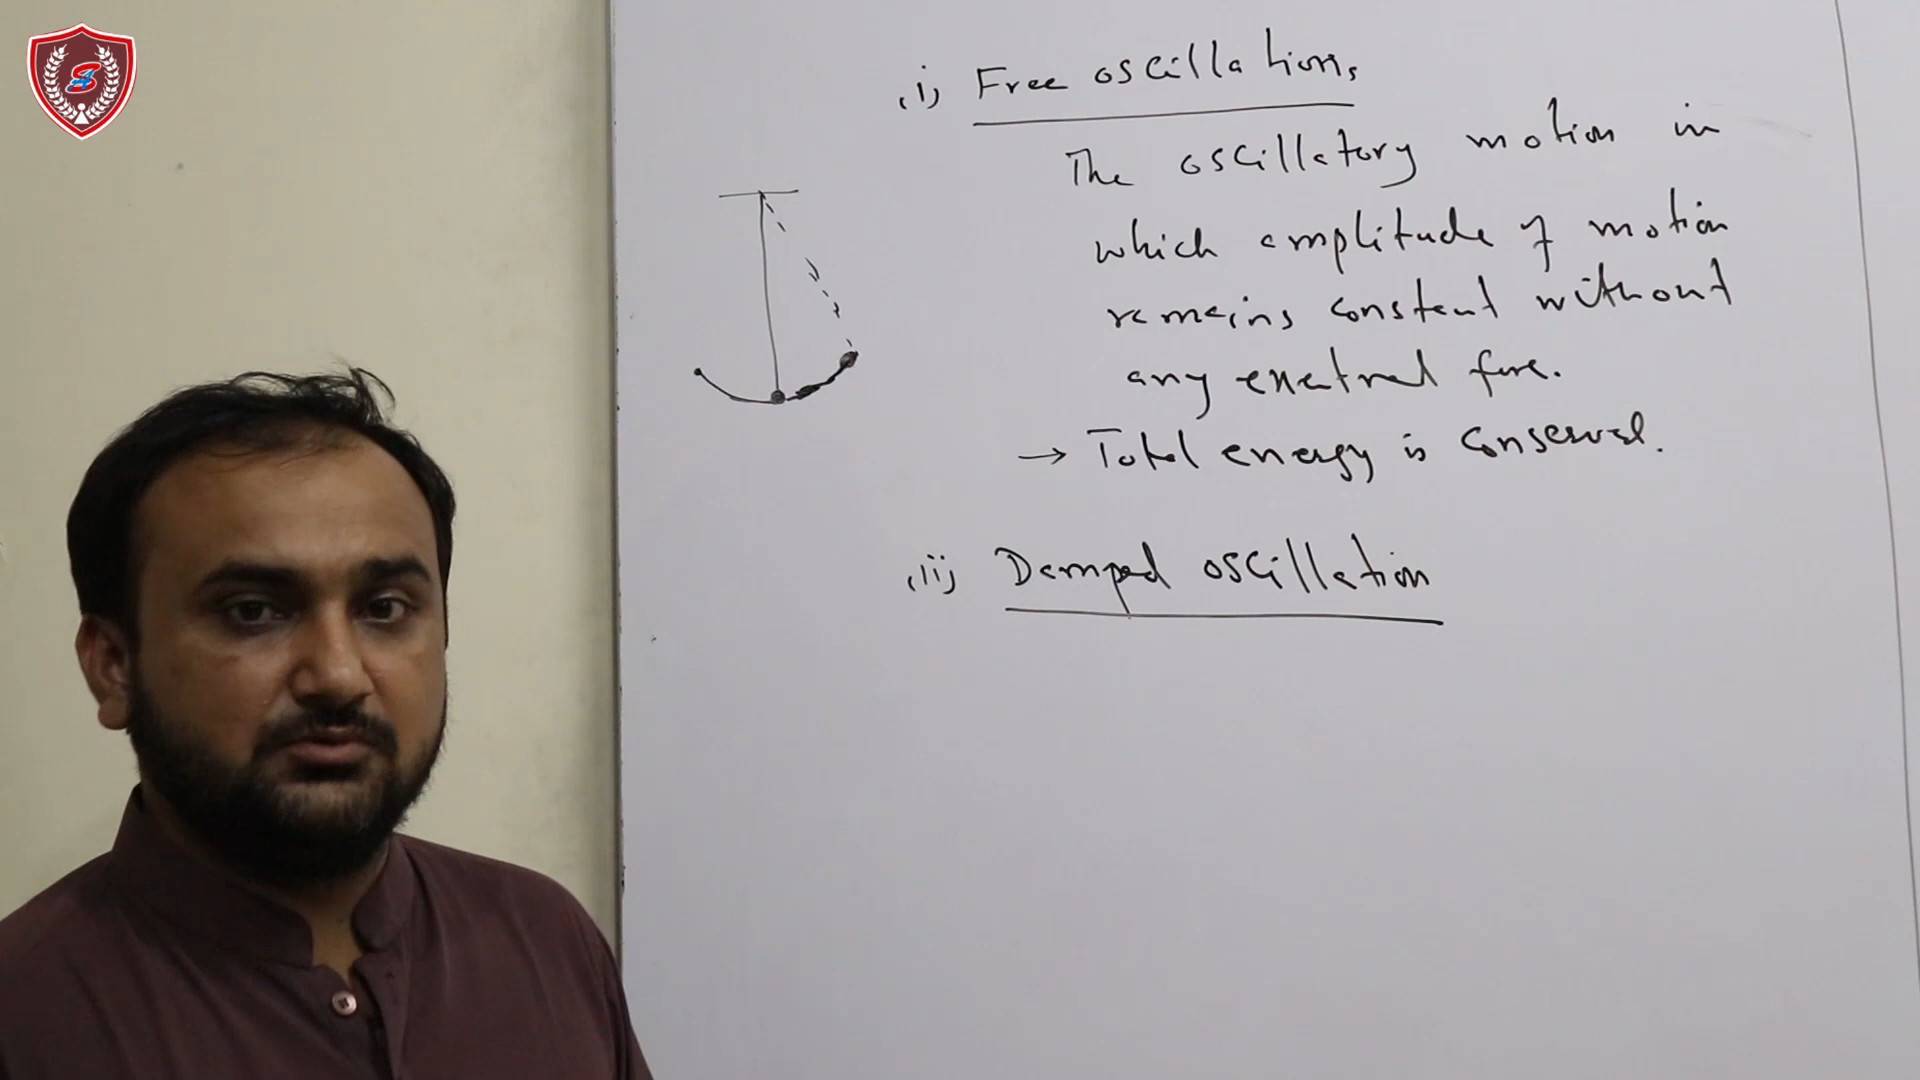 (i) Free oscillations
The oscillatory motion in
which amplitude of motion
remains constant without
any exetrnal force.
→ Total energy is conserved.
(ii) Damped oscillation